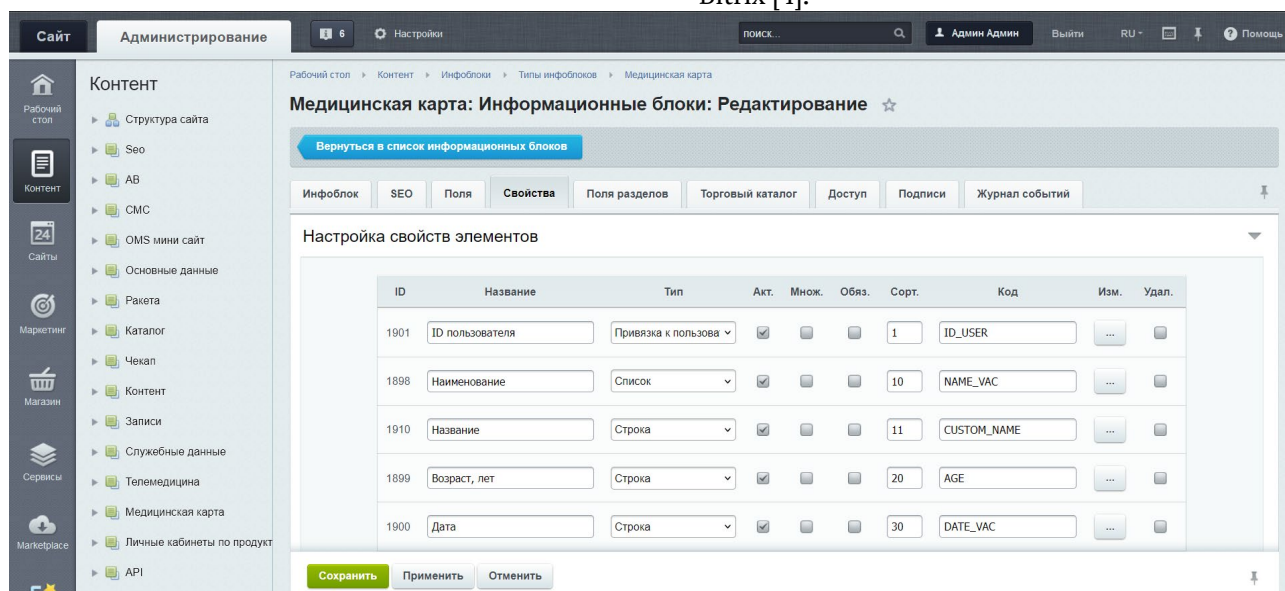 Bitrix [4].
Сайт
Администрирование
6
Настройки
поиск...
Админ Админ
Выйти
RU
Помощь
Рабочий стол
Контент
Инфоблоки
Типы инфоблоков
Медицинская карта
Медицинская карта: Информационные блоки: Редактирование
Вернуться в список информационных блоков
Рабочий
стол
Контент
24
Сайты
Маркетинг
Магазин
Сервисы
Marketplace
Контент
Структура сайта
Seo
AB
CMC
OMS мини сайт
Основные данные
Ракета
Каталог
Чекап
Контент
Записи
Служебные данные
Телемедицина
Медицинская карта
Личные кабинеты по продукт
API
Инфоблок SEO Поля Свойства Поля разделов Торговый каталог Доступ Подписи Журнал событий
Настройка свойств элементов
ID Название Тип Акт. Множ. Обяз. Сорт. Код Изм. Удал.
1901 ID пользователя Привязка к пользова 1 ID_USER ...
1898 Наименование Список 10 NAME_VAC ...
1910 Название Строка 11 CUSTOM_NAME ...
1899 Возраст, лет Строка 20 AGE ...
1900 Дата Строка 30 DATE_VAC ...
Сохранить Применить Отменить